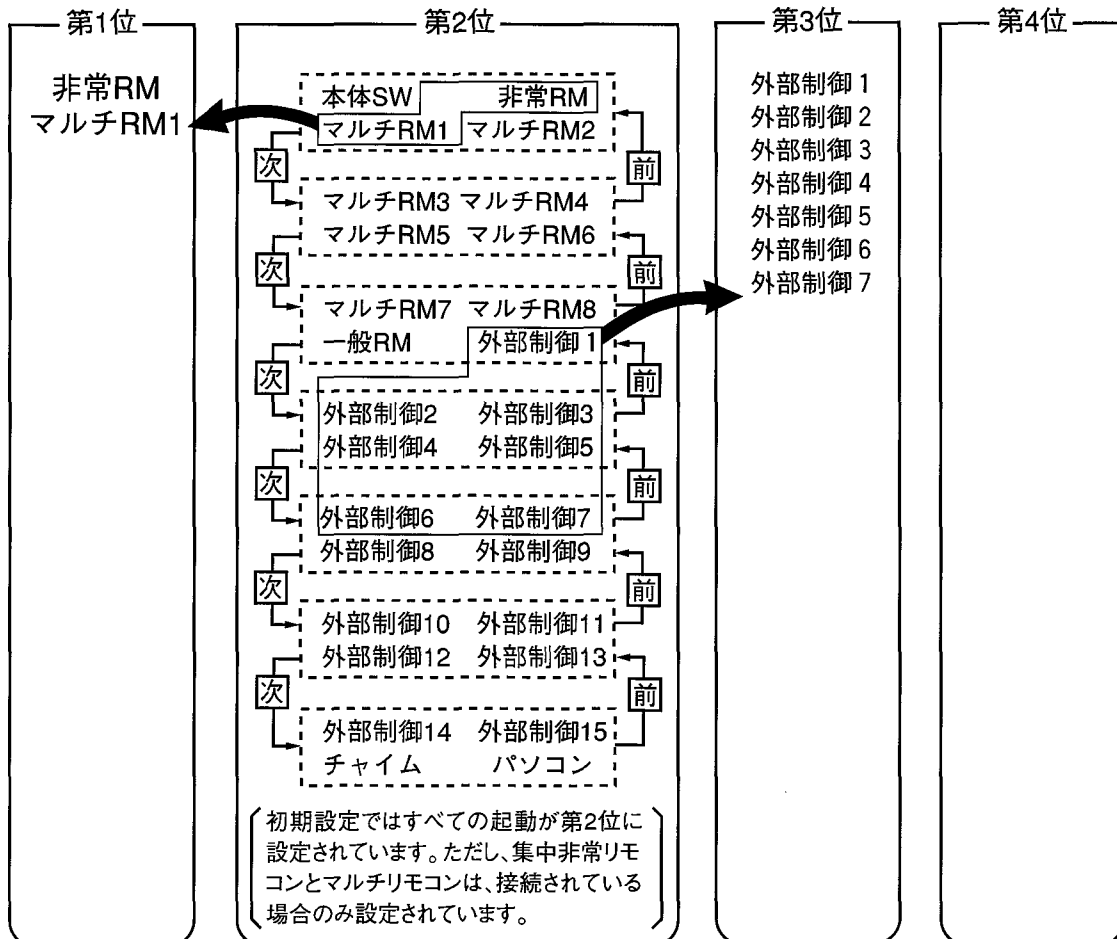 第1位
非常RM
マルチRM1
第2位
本体SW 非常RM
マルチRM1 マルチRM2
次 前
マルチRM3 マルチRM4
マルチRM5 マルチRM6
次 前
マルチRM7 マルチRM8
一般RM 外部制御1
次 前
外部制御2 外部制御3
外部制御4 外部制御5
次 前
外部制御6 外部制御7
外部制御8 外部制御9
次 前
外部制御10 外部制御11
外部制御12 外部制御13
次 前
外部制御14 外部制御15
チャイム パソコン
初期設定ではすべての起動が第2位に
設定されています。ただし、集中非常リモ
コンとマルチリモコンは、接続されている
場合のみ設定されています。
第3位
外部制御1
外部制御2
外部制御3
外部制御4
外部制御5
外部制御6
外部制御7
第4位